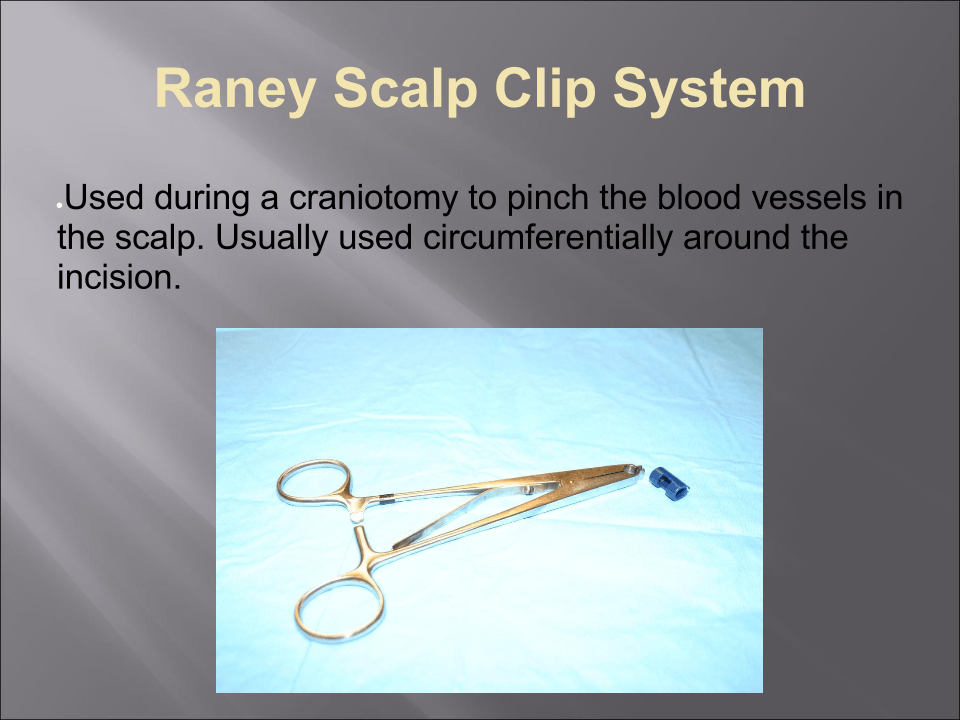 Raney Scalp Clip System
•Used during a craniotomy to pinch the blood vessels in
the scalp. Usually used circumferentially around the
incision.